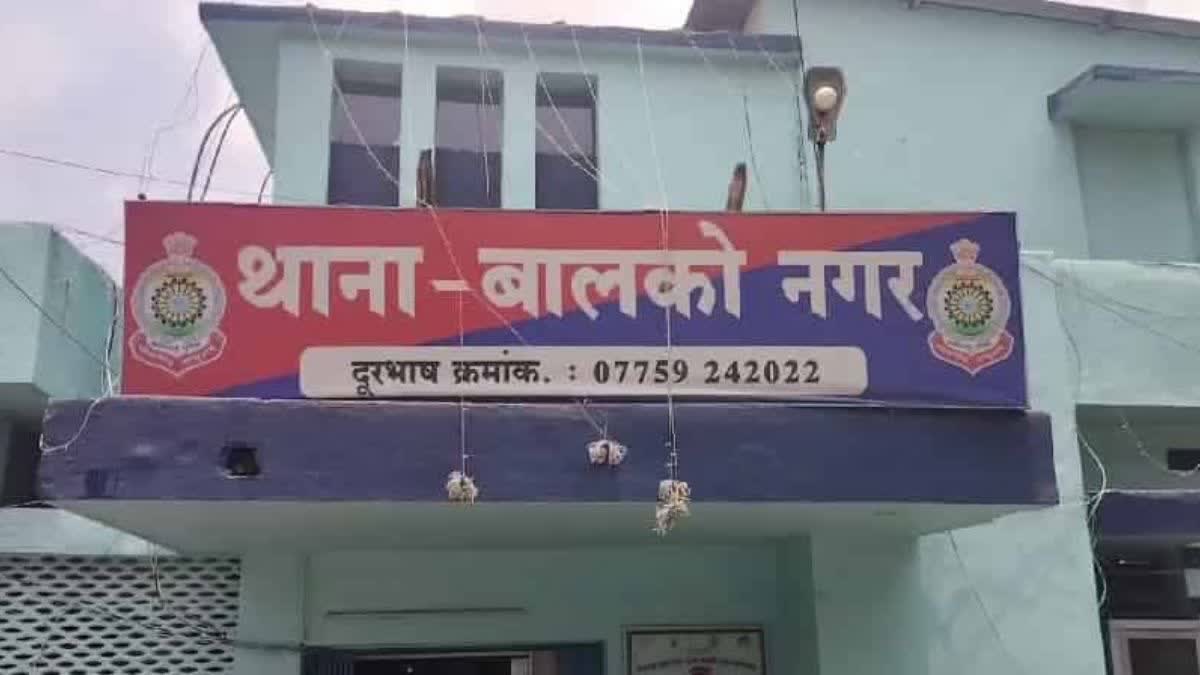 थाना - बालको नगर
दूरभाष क्रमांक. : 07759 242022